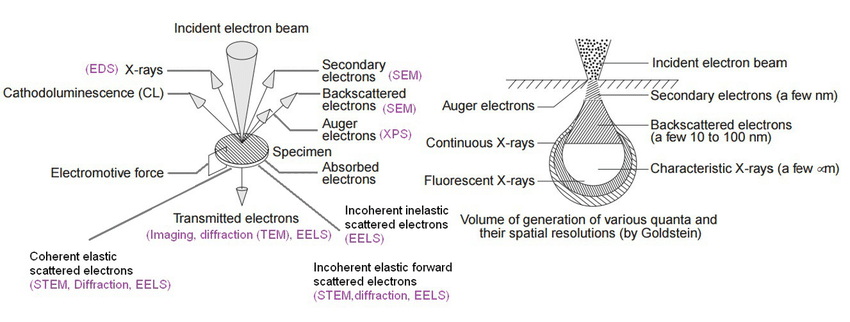 Incident electron beam
(EDS) X-rays
Cathodoluminescence (CL)
Secondary
electrons (SEM)
Backscattered
electrons (SEM)
Auger
electrons (XPS)
Specimen
Electromotive force
Absorbed
electrons
Transmitted electrons
(Imaging, diffraction (TEM), EELS)
Incoherent inelastic
scattered electrons
(EELS)
Coherent elastic
scattered electrons
(STEM, Diffraction, EELS)
Incoherent elastic forward
scattered electrons
(STEM,diffraction, EELS)
Incident electron beam
Auger electrons
Secondary electrons (a few nm)
Backscattered electrons
(a few 10 to 100 nm)
Continuous X-rays
Characteristic X-rays (a few ∝m)
Fluorescent X-rays
Volume of generation of various quanta and
their spatial resolutions (by Goldstein)